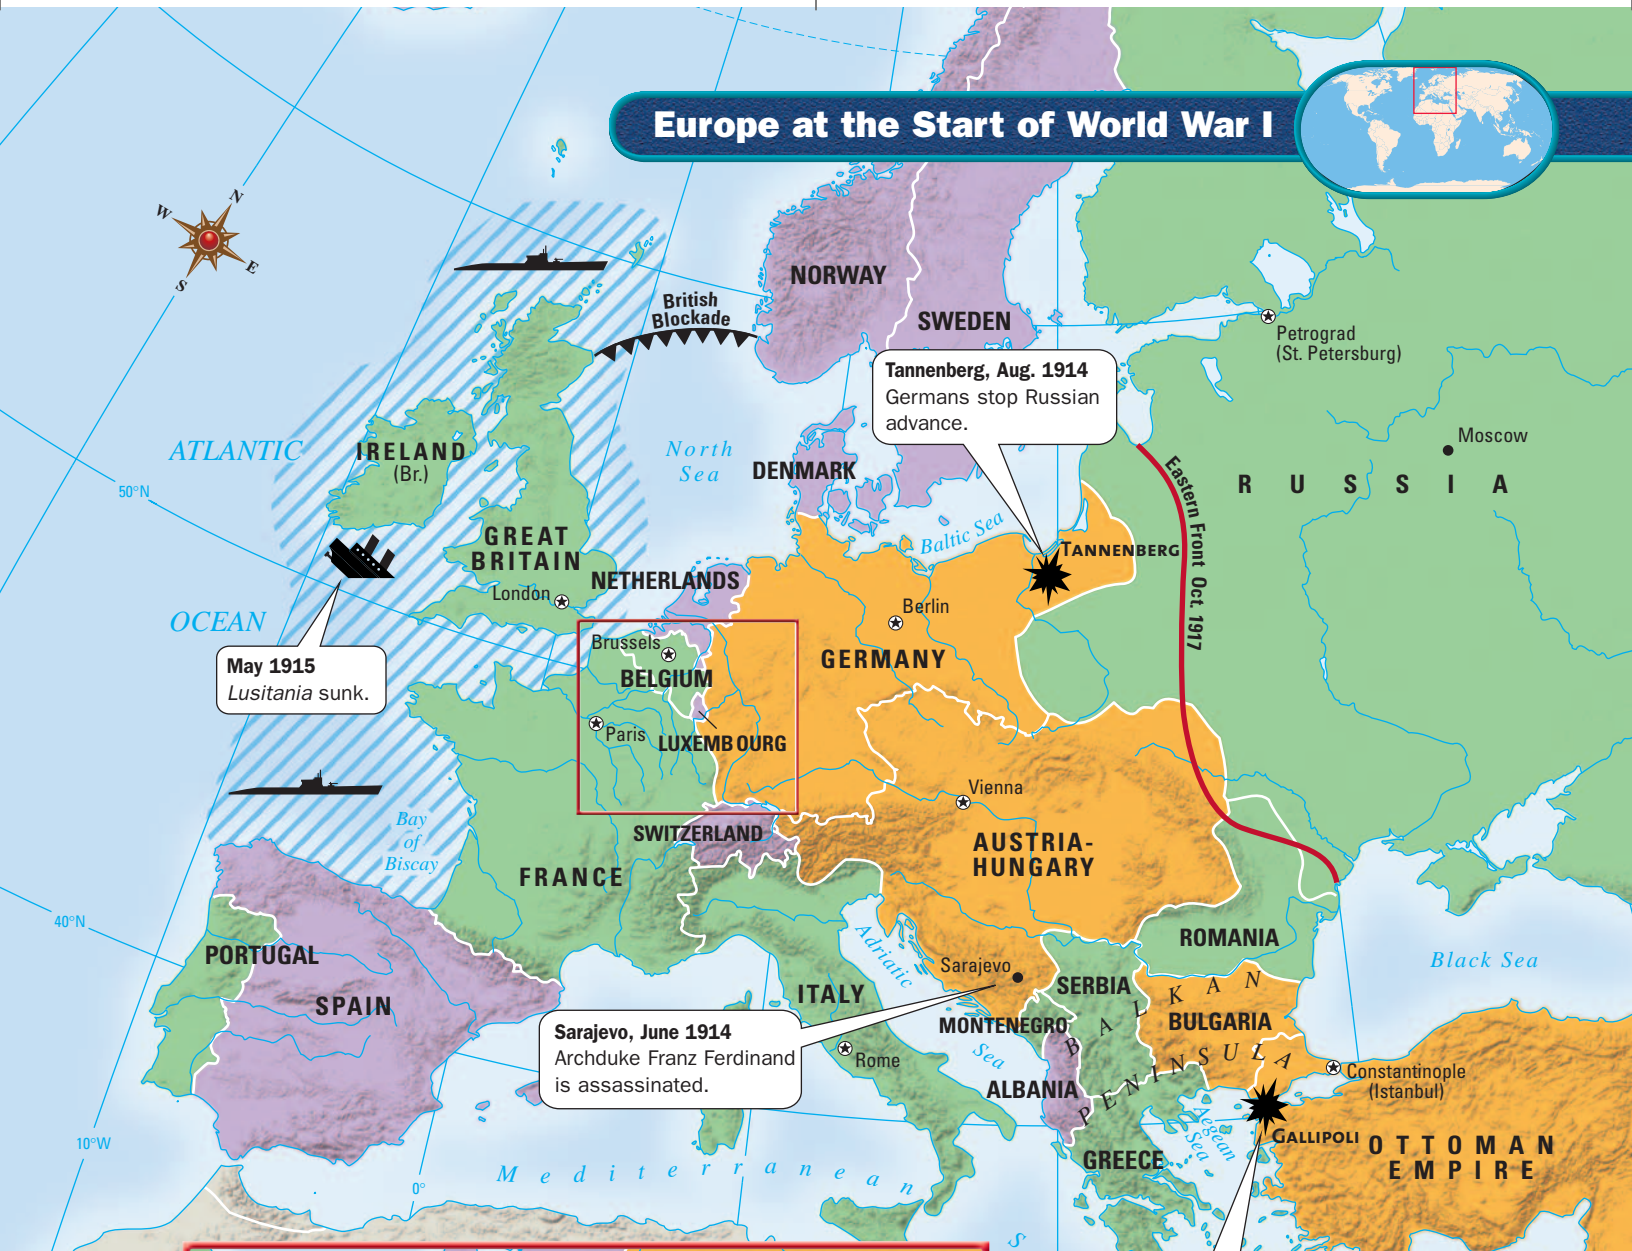 Europe at the Start of World War I
N
W
E
S
British
Blockade
NORWAY
SWEDEN
Petrograd
(St. Petersburg)
Tannenberg, Aug. 1914
Germans stop Russian
advance.
Moscow
RUSSIA
ATLANTIC
OCEAN
50°N
IRELAND
(Br.)
North
Sea
DENMARK
Eastern Front Oct. 1917
Baltic Sea
TANNENBERG
GREAT
BRITAIN
London
NETHERLANDS
Berlin
GERMANY
Brussels
BELGIUM
May 1915
Lusitania sunk.
Paris
LUXEMBOURG
Vienna
AUSTRIA-
HUNGARY
Bay
of
Biscay
SWITZERLAND
FRANCE
40°N
PORTUGAL
SPAIN
Adriatic
Sea
Sarajevo
SERBIA
ROMANIA
Black Sea
ITALY
MONTENEGRO
BALKAN
PENINSULA
BULGARIA
Sarajevo, June 1914
Archduke Franz Ferdinand
is assassinated.
Rome
ALBANIA
Constantinople
(Istanbul)
Aegean
Sea
GALLIPOLI
OTTOMAN
EMPIRE
GREECE
10°W
0°
Mediterranean
S